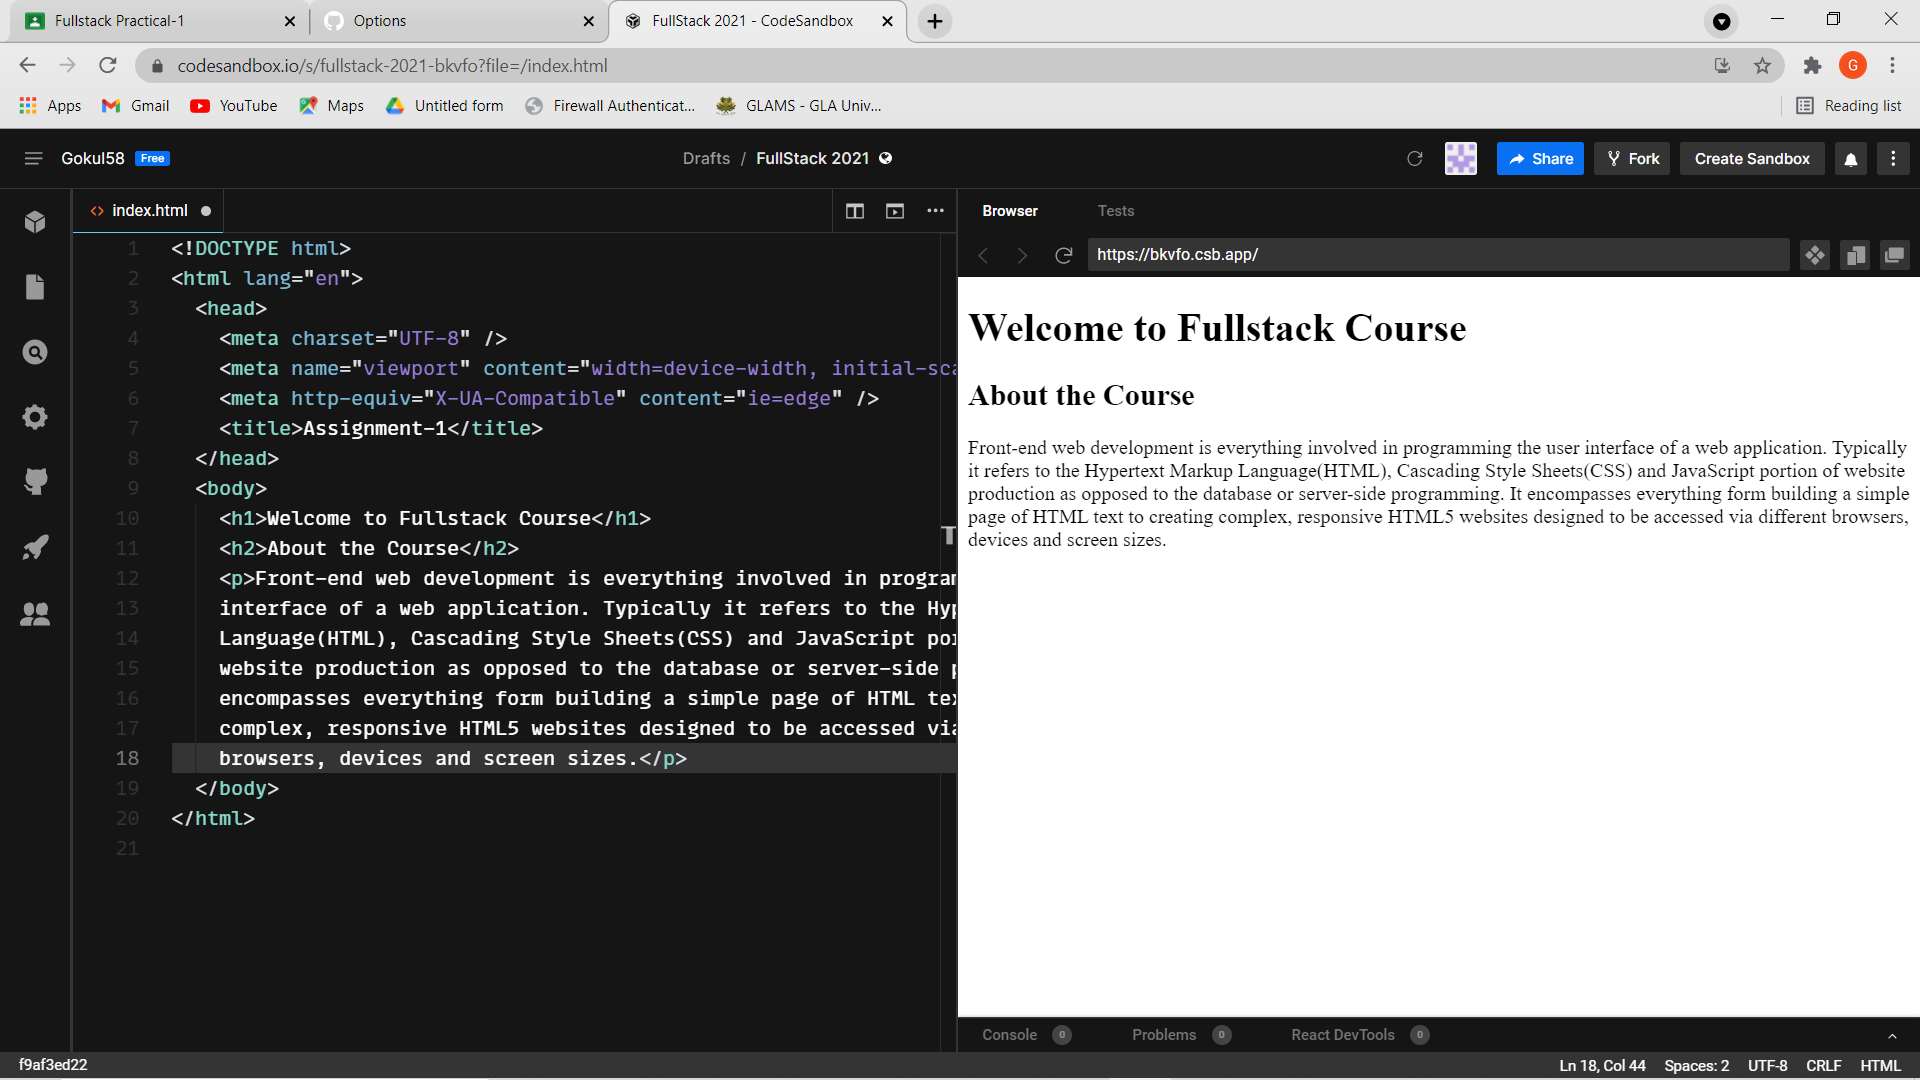 Fullstack Practical-1
Options
FullStack 2021 - CodeSandbox
codesandbox.io/s/fullstack-2021-bkvfo?file=/index.html
G
Apps
Gmail
YouTube
Maps
Untitled form
Firewall Authenticat...
GLAMS - GLA Univ...
Reading list
Gokul58
Free
Drafts / FullStack 2021
Share
Fork
Create Sandbox
index.html
1 <!DOCTYPE html>
2 <html lang="en">
3 <head>
4 <meta charset="UTF-8" />
5 <meta name="viewport" content="width=device-width, initial-sca
6 <meta http-equiv="X-UA-Compatible" content="ie=edge" />
7 <title>Assignment-1</title>
8 </head>
9 <body>
10 <h1>Welcome to Fullstack Course</h1>
11 <h2>About the Course</h2>
12 <p>Front-end web development is everything involved in program
13 interface of a web application. Typically it refers to the Hyp
14 Language(HTML), Cascading Style Sheets(CSS) and JavaScript por
15 website production as opposed to the database or server-side p
16 encompasses everything form building a simple page of HTML tex
17 complex, responsive HTML5 websites designed to be accessed via
18 browsers, devices and screen sizes.</p>
19 </body>
20 </html>
21
T
Browser
Tests
https://bkvfo.csb.app/
Welcome to Fullstack Course
About the Course
Front-end web development is everything involved in programming the user interface of a web application. Typically
it refers to the Hypertext Markup Language(HTML), Cascading Style Sheets(CSS) and JavaScript portion of website
production as opposed to the database or server-side programming. It encompasses everything form building a simple
page of HTML text to creating complex, responsive HTML5 websites designed to be accessed via different browsers,
devices and screen sizes.
Console 0
Problems 0
React DevTools 0
f9af3ed22
Ln 18, Col 44
Spaces: 2
UTF-8
CRLF
HTML